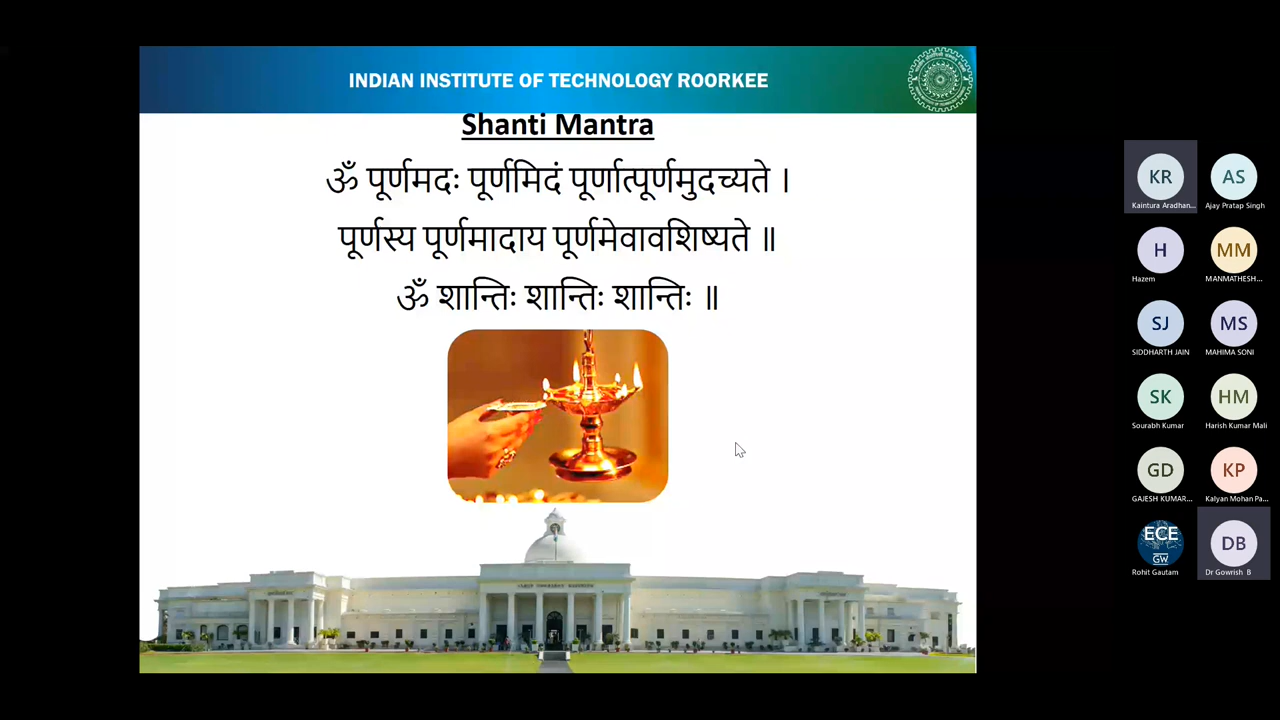 INDIAN INSTITUTE OF TECHNOLOGY ROORKEE
Shanti Mantra
ॐ पूर्णमदः पूर्णमिदं पूर्णात्पूर्णमुदच्यते ।
पूर्णस्य पूर्णमादाय पूर्णमेवावशिष्यते ॥
ॐ शान्तिः शान्तिः शान्तिः ॥
KR
AS
Kaintura Aradhan...
Ajay Pratap Singh
H
MM
Hazem
MANMATHESH...
SJ
MS
SIDDHARTH JAIN
MAHIMA SONI
SK
HM
Sourabh Kumar
Harish Kumar Mali
GD
KP
GAJESH KUMAR...
Kalyan Mohan Pa...
ECE
GW
DB
Rohit Gautam
Dr Gowrish B